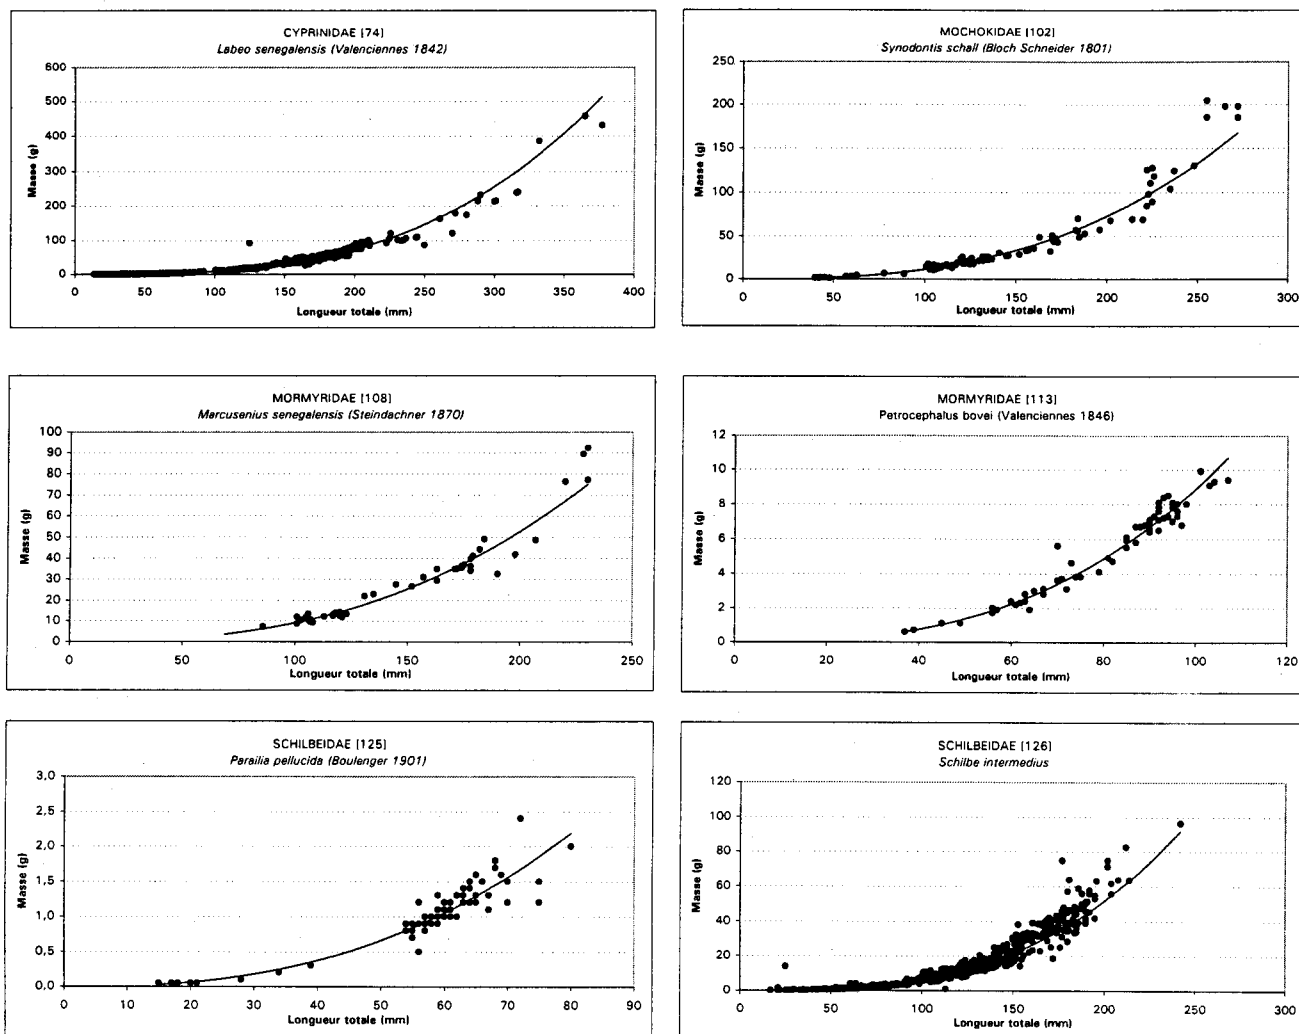 CYPRINIDAE [74]
Labeo senegalensis (Valenciennes 1842)
600
500
400
300
200
100
0
Masse (g)
0 50 100 150 200 250 300 350 400
Longueur totale (mm)
MOCHOKIDAE [102]
Synodontis schall (Bloch Schneider 1801)
250
200
150
100
50
0
Masse (g)
0 50 100 150 200 250 300
Longueur totale (mm)
MORMYRIDAE [108]
Marcusenius senegalensis (Steindachner 1870)
100
90
80
70
60
50
40
30
20
10
0
Masse (g)
0 50 100 150 200 250
Longueur totale (mm)
MORMYRIDAE [113]
Petrocephalus bovei (Valenciennes 1846)
12
10
8
6
4
2
0
Masse (g)
0 20 40 60 80 100 120
Longueur totale (mm)
SCHILBEIDAE [125]
Parailia pellucida (Boulenger 1901)
3,0
2,5
2,0
1,5
1,0
0,5
0,0
Masse (g)
0 10 20 30 40 50 60 70 80 90
Longueur totale (mm)
SCHILBEIDAE [126]
Schilbe intermedius
120
100
80
60
40
20
0
Masse (g)
0 50 100 150 200 250 300
Longueur totale (mm)